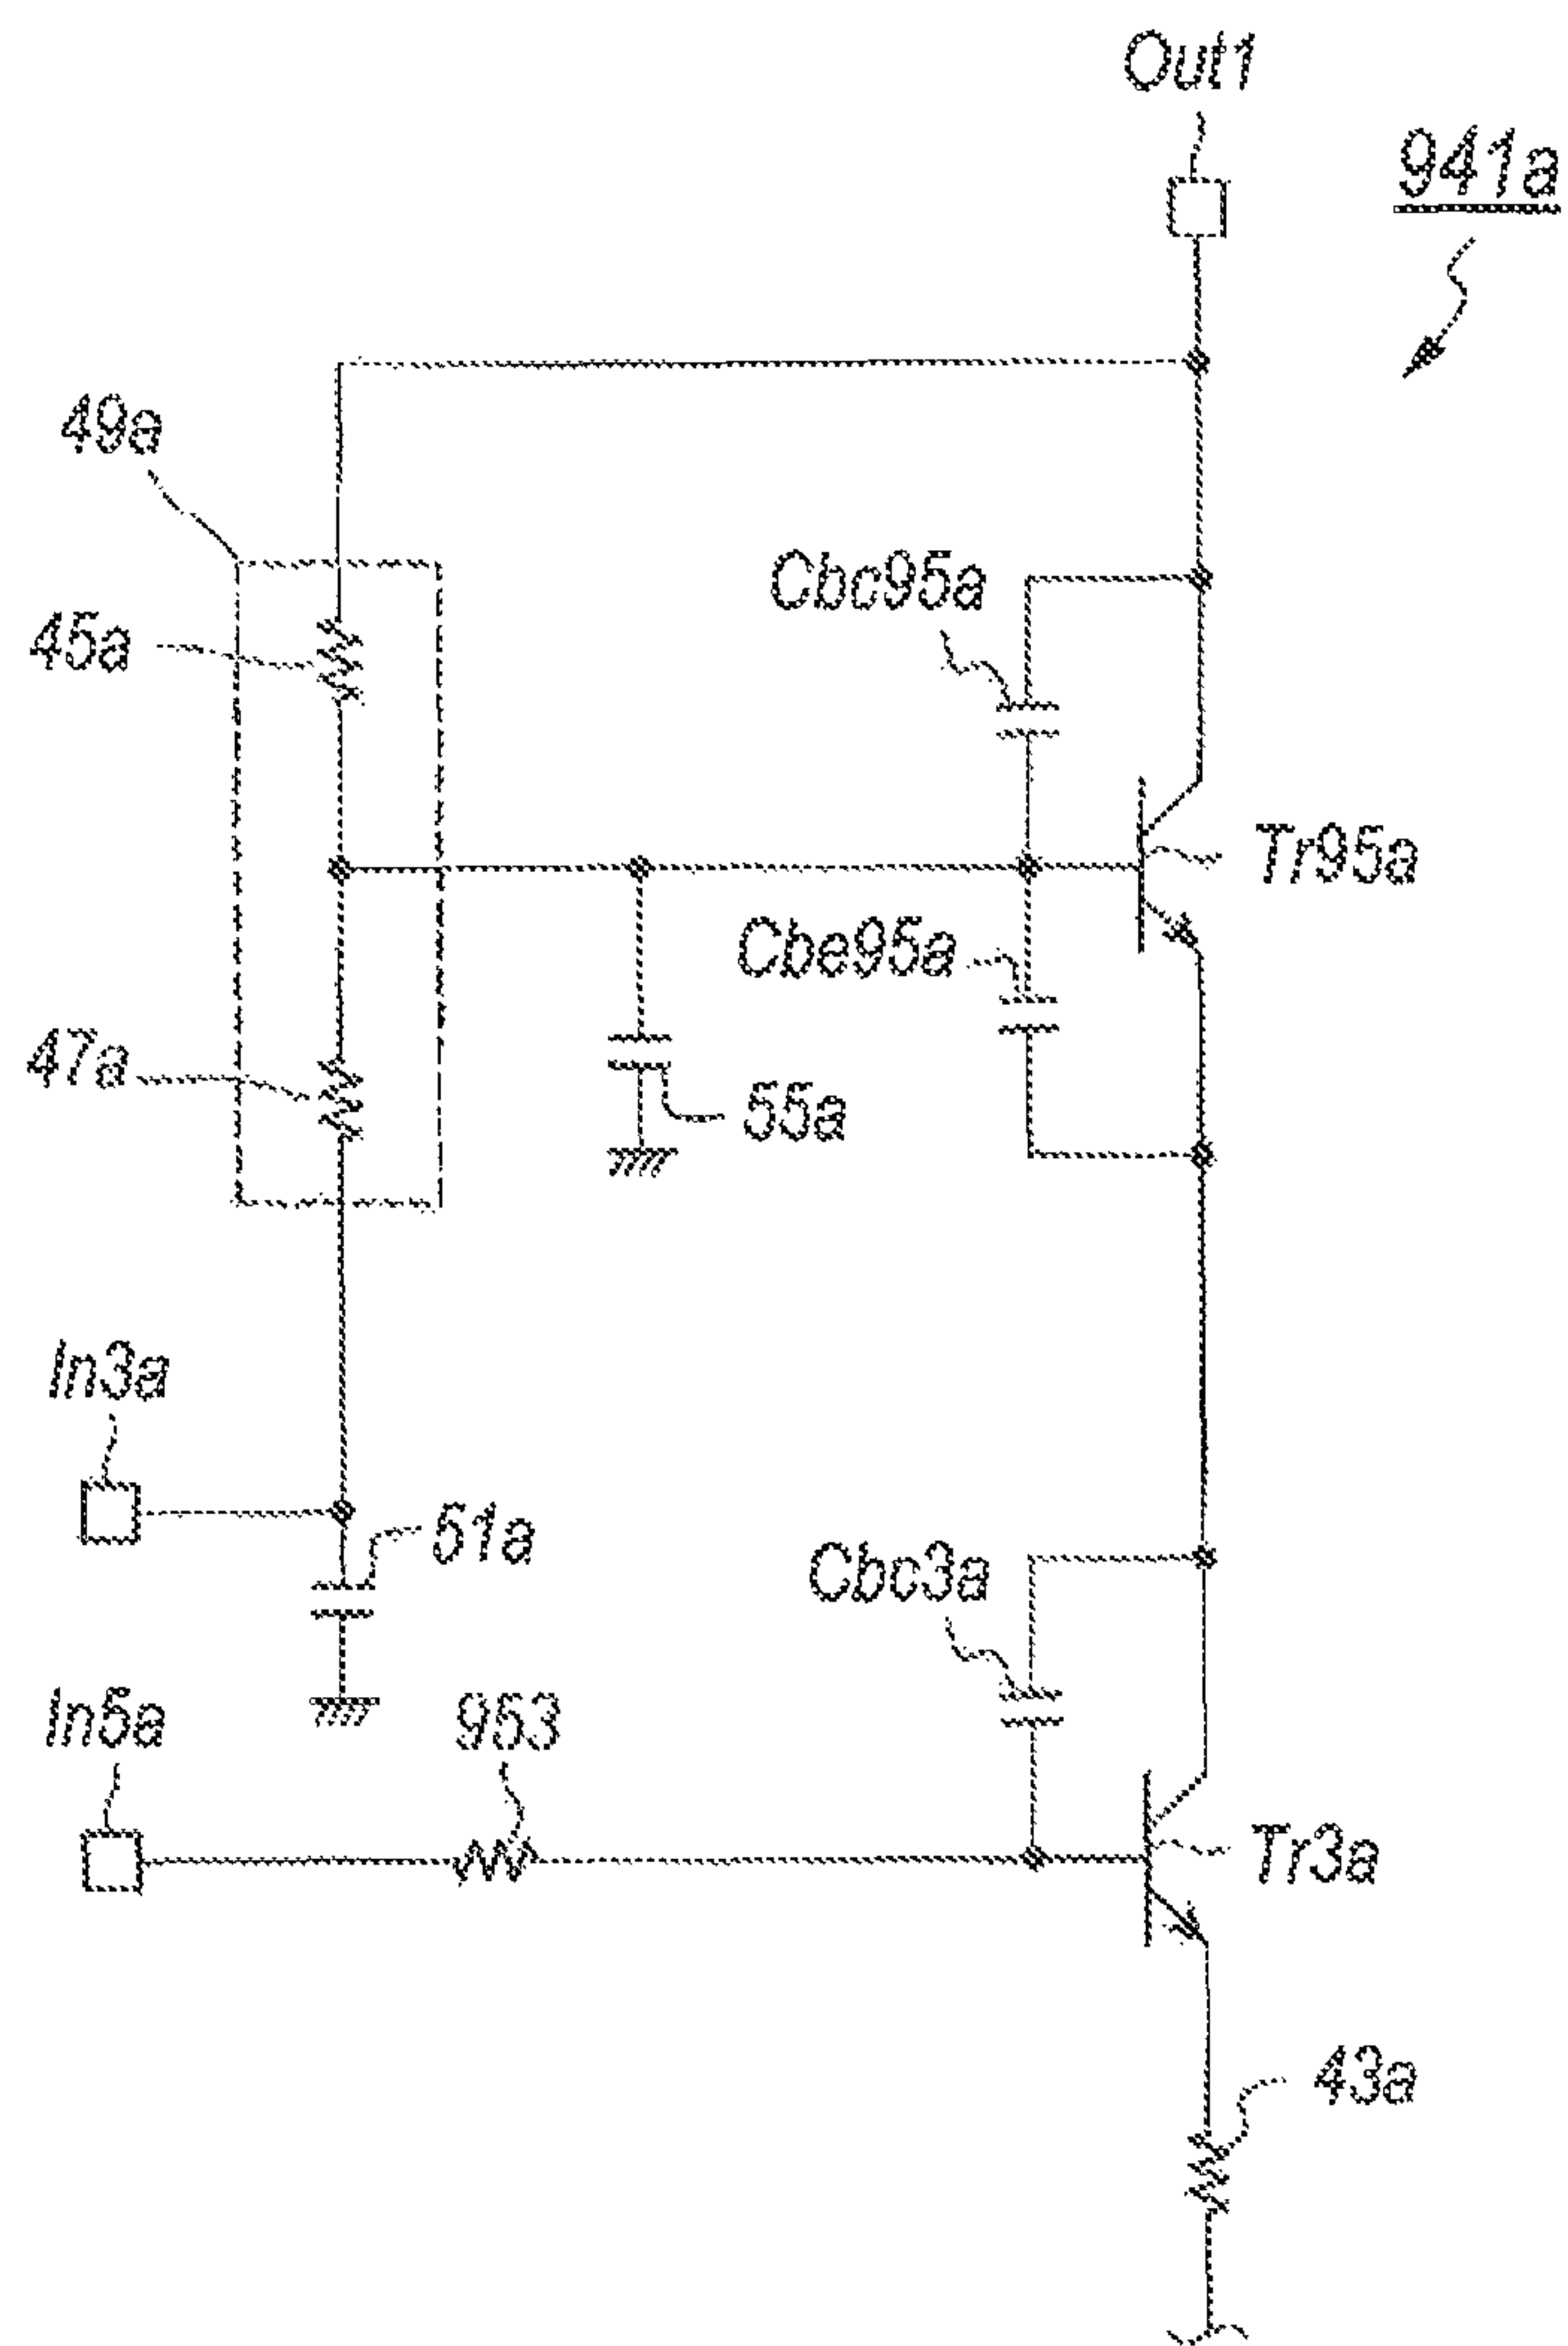 Out1
941a
49a
45a
Cbc95a
Tr95a
Cbe95a
47a
55a
In3a
51a
Cbc3a
In5a
953
Tr3a
43a